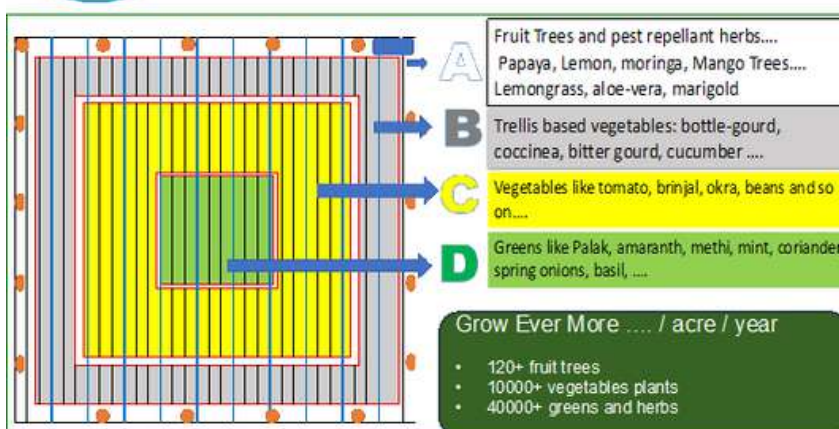 A
Fruit Trees and pest repellant herbs....
Papaya, Lemon, moringa, Mango Trees....
Lemongrass, aloe-vera, marigold
B
Trellis based vegetables: bottle-gourd,
coccinea, bitter gourd, cucumber ....
C
Vegetables like tomato, brinjal, okra, beans and so
on....
D
Greens like Palak, amaranth, methi, mint, coriander
spring onions, basil, ....
Grow Ever More .... / acre / year
• 120+ fruit trees
• 10000+ vegetables plants
• 40000+ greens and herbs